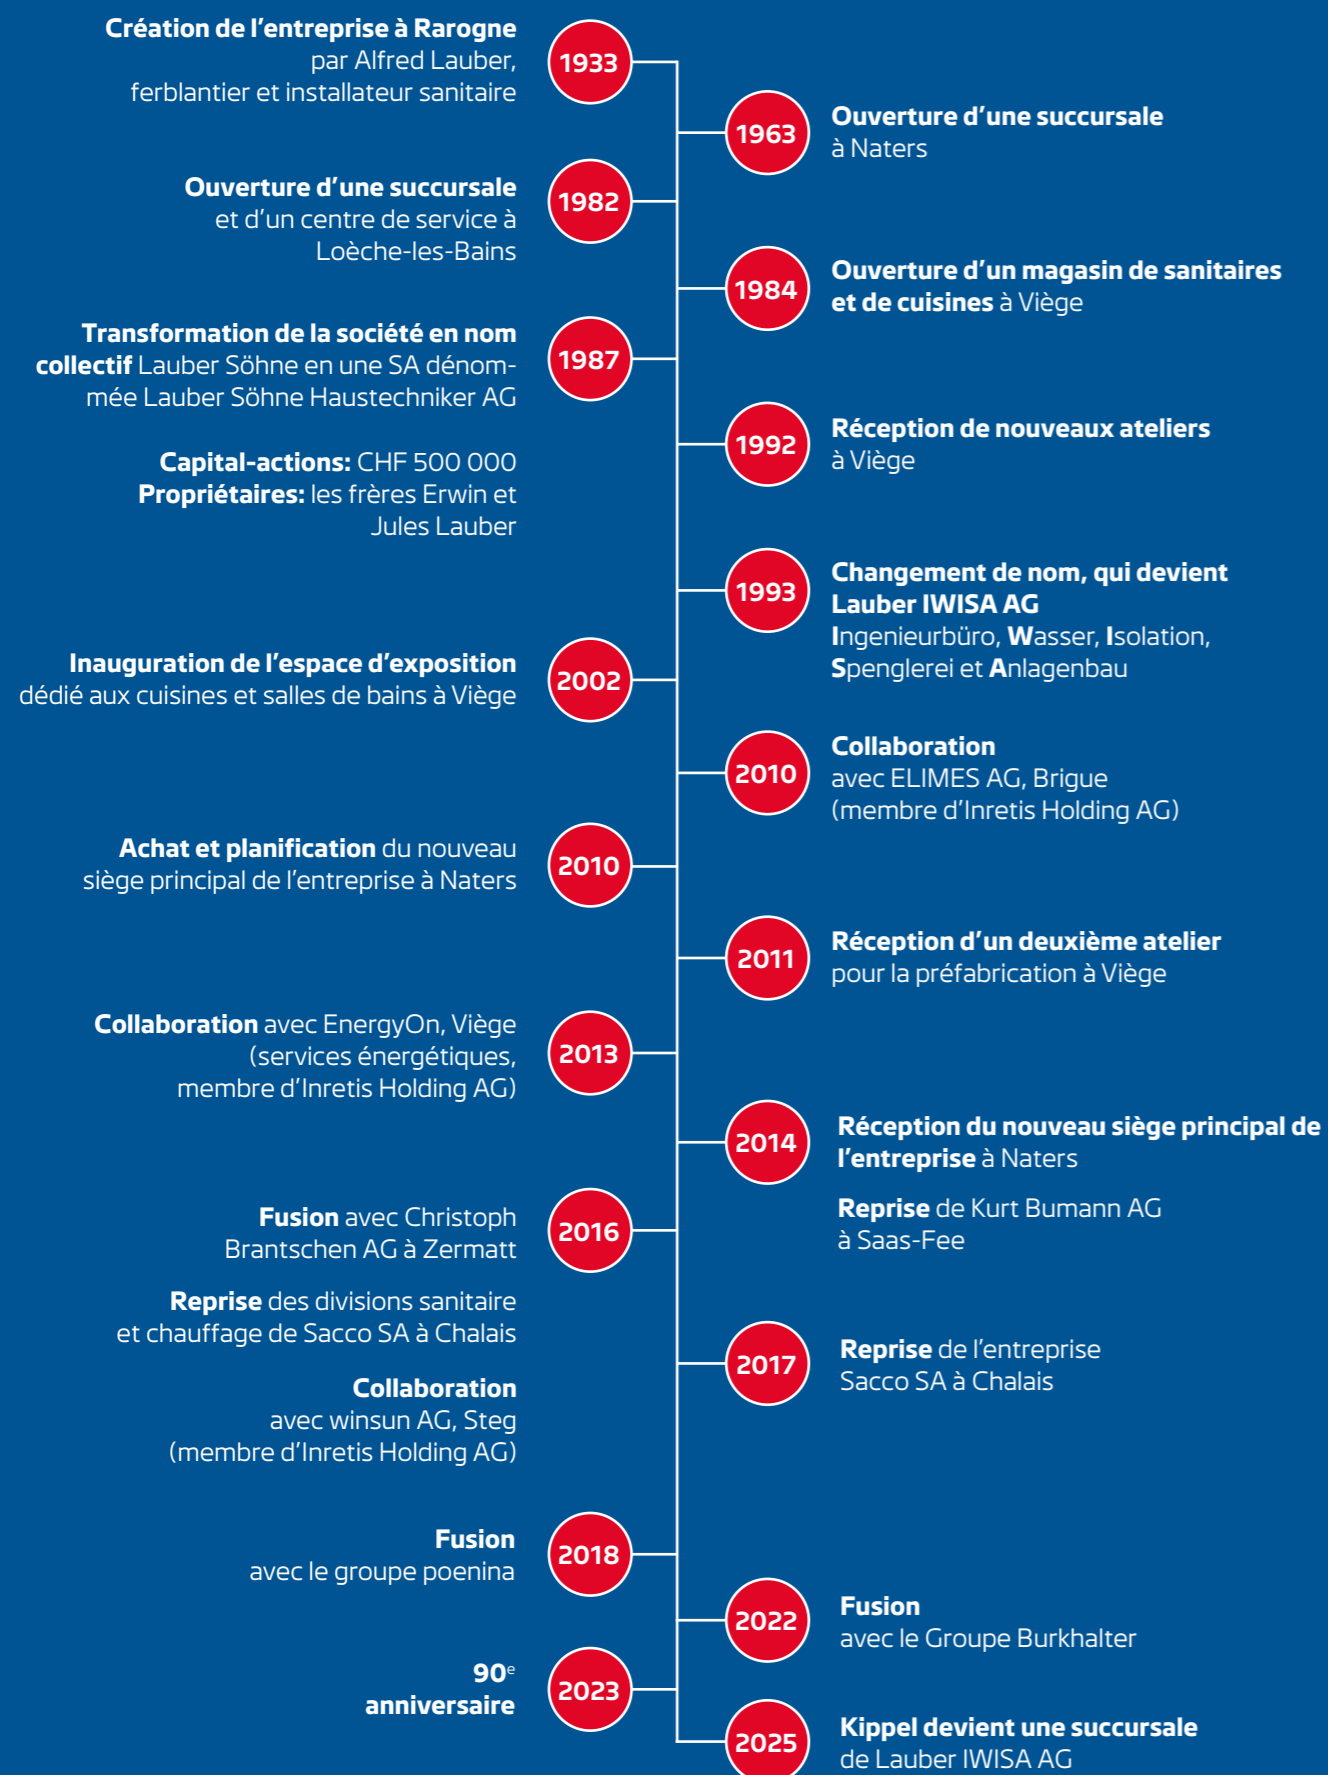 Création de l'entreprise à Rarogne
par Alfred Lauber,
ferblantier et installateur sanitaire
1933
1963
Ouverture d'une succursale
à Naters
Ouverture d'une succursale
et d'un centre de service à
Loèche-les-Bains
1982
1984
Ouverture d'un magasin de sanitaires
et de cuisines à Viège
Transformation de la société en nom
collectif Lauber Söhne en une SA dénom-
mée Lauber Söhne Haustechniker AG
1987
Capital-actions: CHF 500 000
Propriétaires: les frères Erwin et
Jules Lauber
1992
Réception de nouveaux ateliers
à Viège
1993
Changement de nom, qui devient
Lauber IWISA AG
Ingenieurbüro, Wasser, Isolation,
Spenglerei et Anlagenbau
Inauguration de l'espace d'exposition
dédié aux cuisines et salles de bains à Viège
2002
2010
Collaboration
avec ELIMES AG, Brigue
(membre d'Inretis Holding AG)
Achat et planification du nouveau
siège principal de l'entreprise à Naters
2010
2011
Réception d'un deuxième atelier
pour la préfabrication à Viège
Collaboration avec EnergyOn, Viège
(services énergétiques,
membre d'Inretis Holding AG)
2013
2014
Réception du nouveau siège principal de
l'entreprise à Naters
Reprise de Kurt Bumann AG
à Saas-Fee
Fusion avec Christoph
Brantschen AG à Zermatt
2016
Reprise des divisions sanitaire
et chauffage de Sacco SA à Chalais
Collaboration
avec winsun AG, Steg
(membre d'Inretis Holding AG)
2017
Reprise de l'entreprise
Sacco SA à Chalais
Fusion
avec le groupe poenina
2018
2022
Fusion
avec le Groupe Burkhalter
90e
anniversaire
2023
2025
Kippel devient une succursale
de Lauber IWISA AG